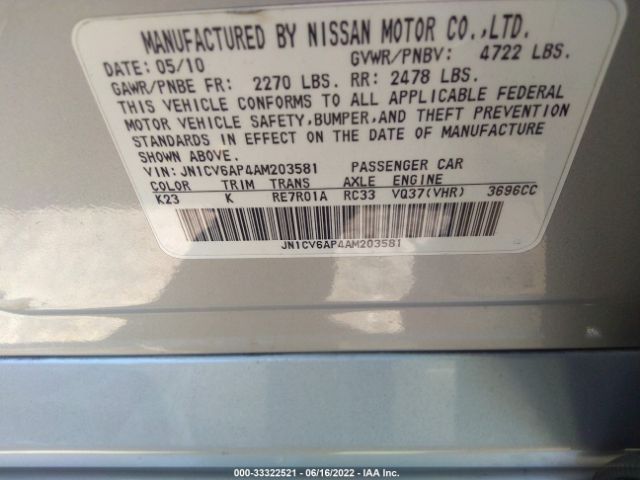 MANUFACTURED BY NISSAN MOTOR CO.,LTD.
DATE: 05/10 GVWR/PNBV: 4722 LBS.
GAWR/PNBE FR: 2270 LBS. RR: 2478 LBS.
THIS VEHICLE CONFORMS TO ALL APPLICABLE FEDERAL
MOTOR VEHICLE SAFETY,BUMPER,AND THEFT PREVENTION
STANDARDS IN EFFECT ON THE DATE OF MANUFACTURE
SHOWN ABOVE.
VIN: JN1CV6AP4AM203581 PASSENGER CAR
COLOR TRIM TRANS AXLE ENGINE
K23 K RE7R01A RC33 VQ37(VHR) 3696CC
JN1CV6AP4AM203581
000-33322521 - 06/16/2022 - IAA Inc.